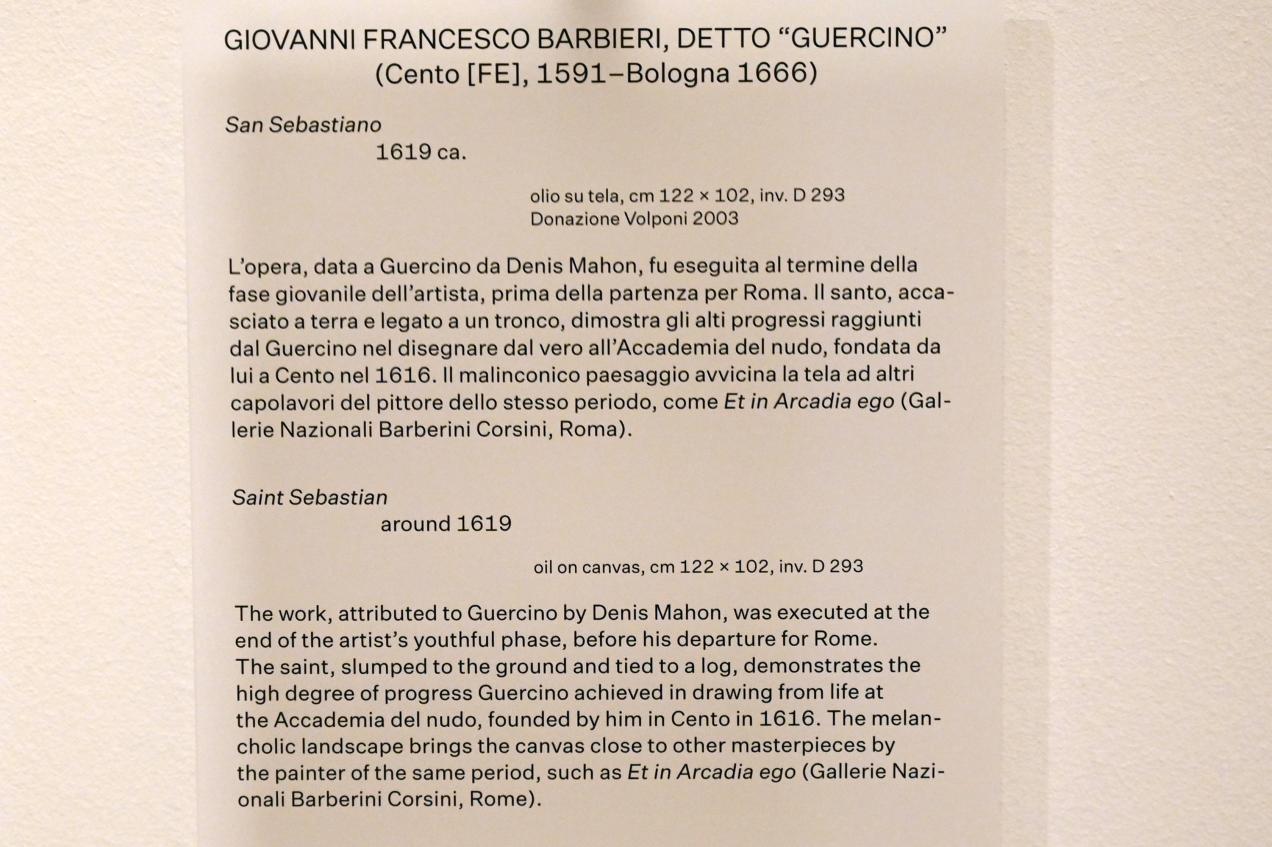 GIOVANNI FRANCESCO BARBIERI, DETTO “GUERCINO”
(Cento [FE], 1591–Bologna 1666)
San Sebastiano
1619 ca.
olio su tela, cm 122 × 102, inv. D 293
Donazione Volponi 2003
L’opera, data a Guercino da Denis Mahon, fu eseguita al termine della
fase giovanile dell’artista, prima della partenza per Roma. Il santo, acca-
sciato a terra e legato a un tronco, dimostra gli alti progressi raggiunti
dal Guercino nel disegnare dal vero all’Accademia del nudo, fondata da
lui a Cento nel 1616. Il malinconico paesaggio avvicina la tela ad altri
capolavori del pittore dello stesso periodo, come Et in Arcadia ego (Gal-
lerie Nazionali Barberini Corsini, Roma).
Saint Sebastian
around 1619
oil on canvas, cm 122 × 102, inv. D 293
The work, attributed to Guercino by Denis Mahon, was executed at the
end of the artist’s youthful phase, before his departure for Rome.
The saint, slumped to the ground and tied to a log, demonstrates the
high degree of progress Guercino achieved in drawing from life at
the Accademia del nudo, founded by him in Cento in 1616. The melan-
cholic landscape brings the canvas close to other masterpieces by
the painter of the same period, such as Et in Arcadia ego (Gallerie Nazi-
onali Barberini Corsini, Rome).